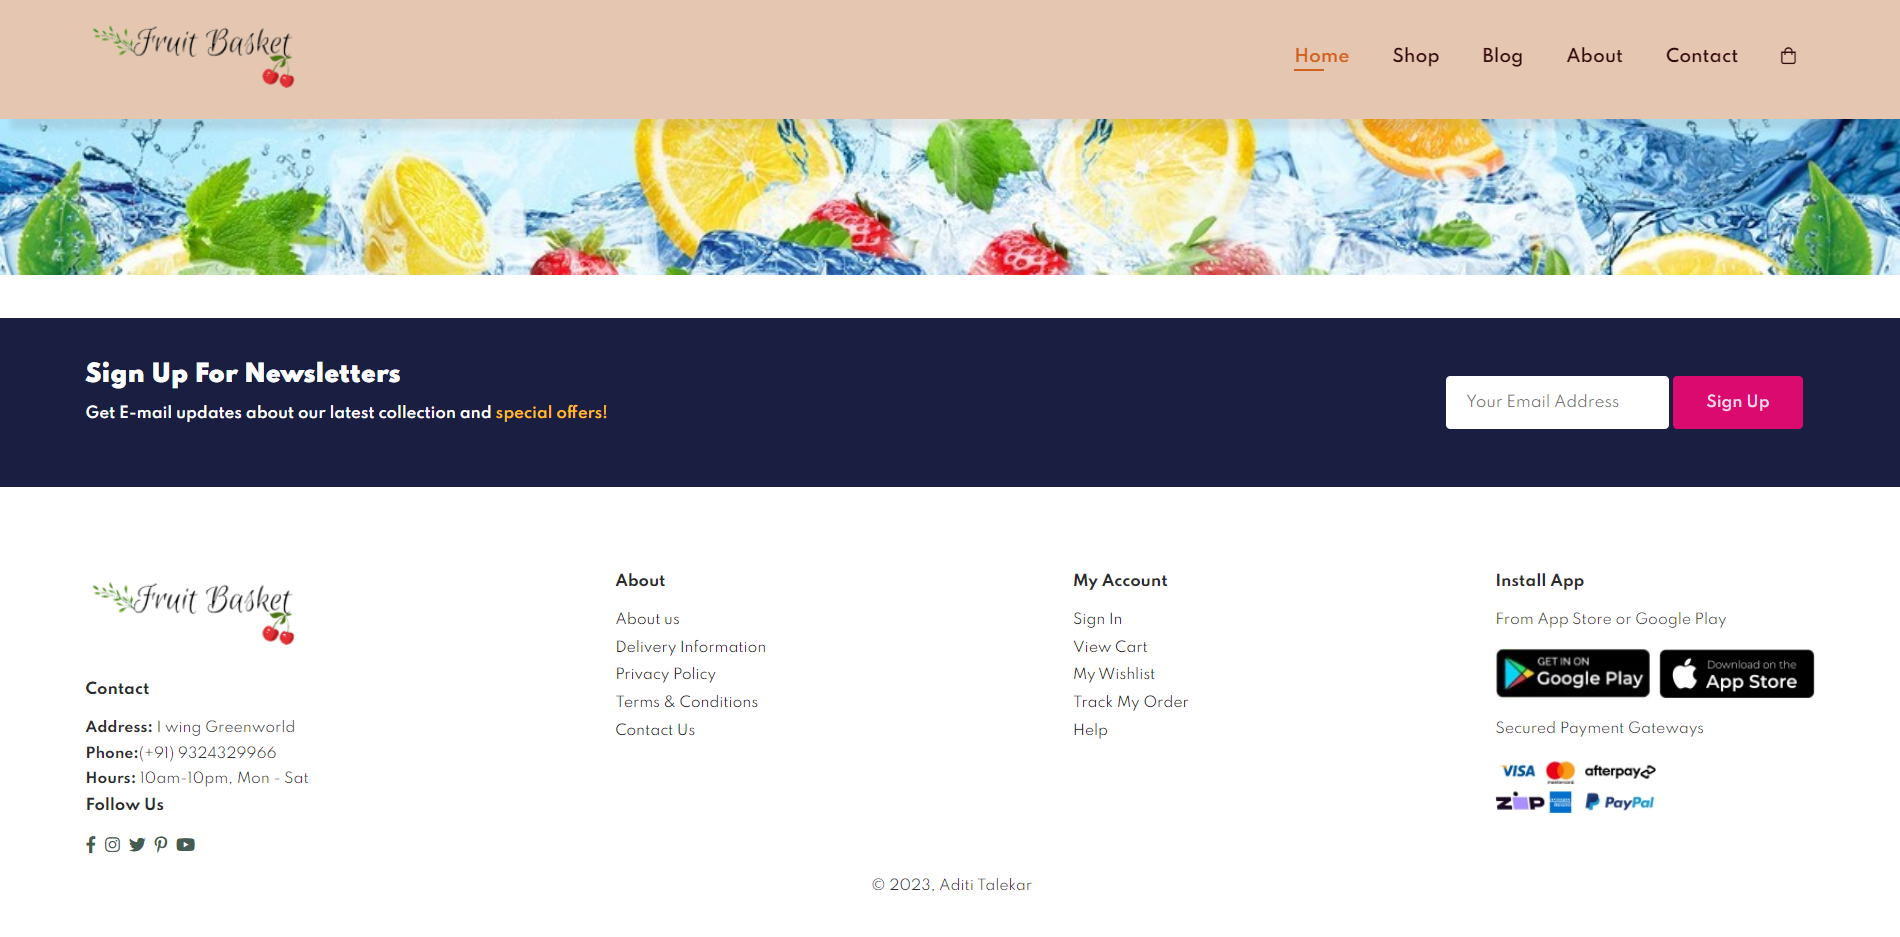 Fruit Basket
Home
Shop
Blog
About
Contact
Sign Up For Newsletters
Get E-mail updates about our latest collection and special offers!
Your Email Address
Sign Up
Fruit Basket
Contact
Address: I wing Greenworld
Phone:(+91) 9324329966
Hours: 10am-10pm, Mon - Sat
Follow Us
About
About us
Delivery Information
Privacy Policy
Terms & Conditions
Contact Us
My Account
Sign In
View Cart
My Wishlist
Track My Order
Help
Install App
From App Store or Google Play
GET IN ON
Google Play
Download on the
App Store
Secured Payment Gateways
VISA
mastercard
afterpay
zip
PayPal
© 2023, Aditi Talekar